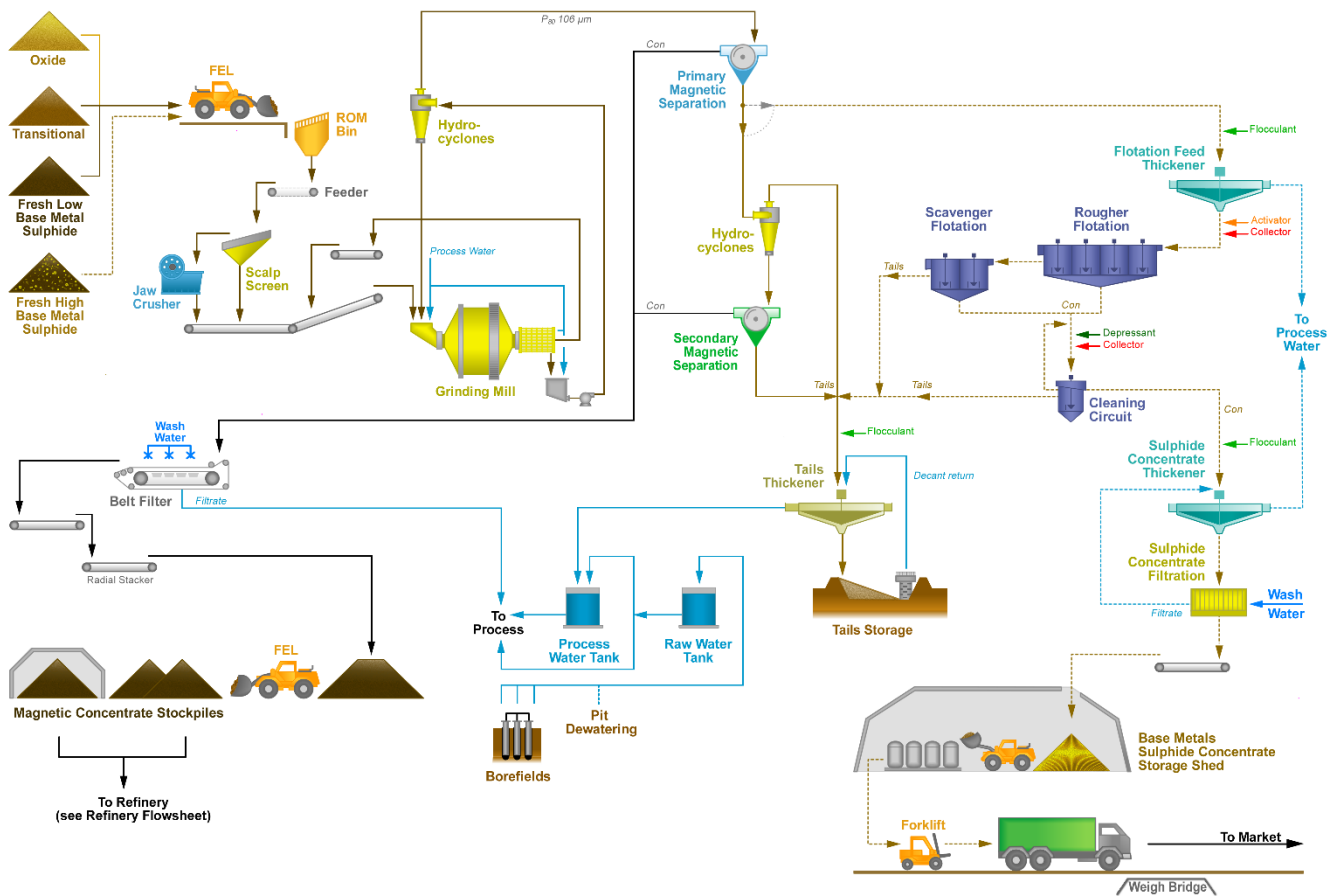 P80 106 µm
Con
Oxide
FEL
Primary
Magnetic
Separation
Transitional
ROM
Bin
Hydro-
cyclones
Flocculant
Flotation Feed
Thickener
Feeder
Fresh Low
Base Metal
Sulphide
Scavenger
Flotation
Rougher
Flotation
Activator
Collector
Hydro-
cyclones
Process Water
Tails
Jaw
Crusher
Scalp
Screen
Fresh High
Base Metal
Sulphide
Con
Con
To
Process
Water
Depressant
Collector
Secondary
Magnetic
Separation
Grinding Mill
Tails
Tails
Cleaning
Circuit
Con
Wash
Water
Flocculant
Flocculant
Sulphide
Concentrate
Thickener
Tails
Thickener
Decant return
Belt Filter
Filtrate
Radial Stacker
Sulphide
Concentrate
Filtration
Wash
Water
Filtrate
To
Process
Process
Water Tank
Raw Water
Tank
Tails Storage
FEL
Magnetic Concentrate Stockpiles
Pit
Dewatering
Borefields
Base Metals
Sulphide Concentrate
Storage Shed
To Refinery
(see Refinery Flowsheet)
Forklift
To Market
Weigh Bridge